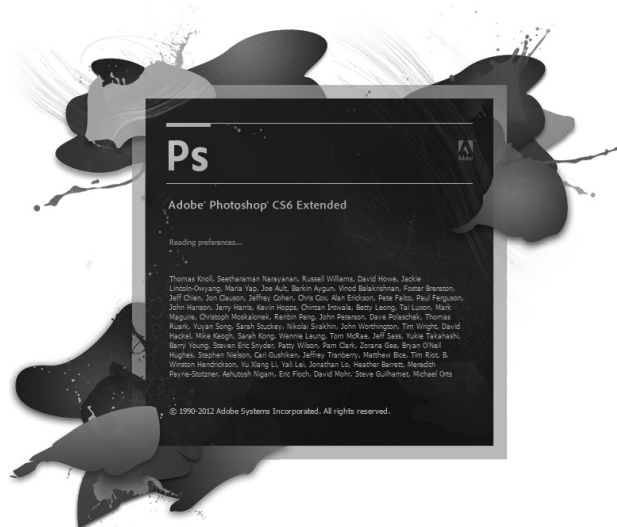 Ps
Adobe
Adobe® Photoshop® CS6 Extended
Reading preferences...
Thomas Knoll, Seetharaman Narayanan, Russell Williams, David Howe, Jackie
Lincoln-Owyang, Maria Yap, Joe Ault, Barkin Aygun, Vinod Balakrishnan, Foster Brereton,
Jeff Chien, Jon Clauson, Jeffrey Cohen, Chris Cox, Alan Erickson, Pete Falco, Paul Ferguson,
John Hanson, Jerry Harris, Kevin Hopps, Chintan Intwala, Betty Leong, Tai Luxon, Mark
Maguire, Christoph Moskalonek, Renbin Peng, John Peterson, Dave Polaschek, Thomas
Ruark, Yuyan Song, Sarah Stuckey, Nikolai Svakhin, John Worthington, Tim Wright, David
Hackel, Mike Keogh, Sarah Kong, Wennie Leung, Tom McRae, Jeff Sass, Yukie Takahashi,
Barry Young, Steven Eric Snyder, Patty Wilson, Pam Clark, Zorana Gee, Bryan O'Neil
Hughes, Stephen Nielson, Cari Gushiken, Jeffrey Tranberry, Matthew Bice, Tim Riot, B.
Winston Hendrickson, Yu Xiang Li, Yali Lei, Jonathan Lo, Heather Barrett, Meredith
Payne-Stotzner, Ashutosh Nigam, Eric Floch, David Mohr, Steve Guilhamet, Michael Orts
© 1990-2012 Adobe Systems Incorporated. All rights reserved.